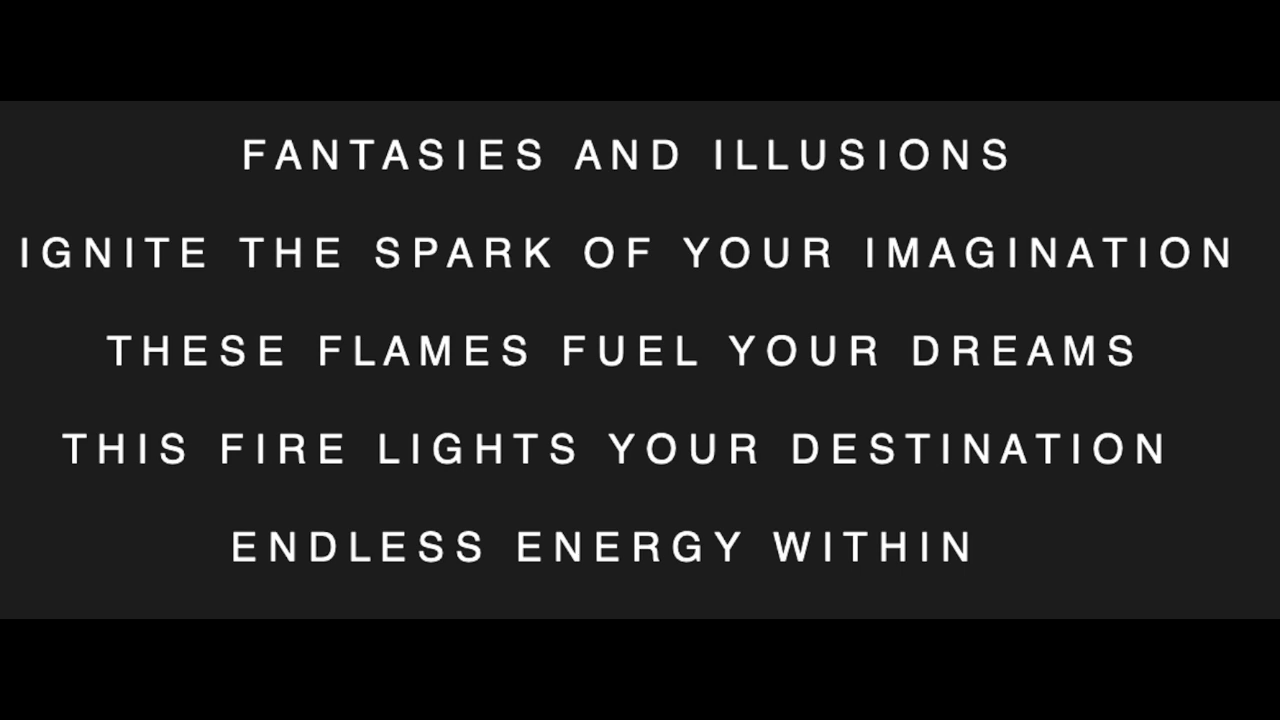 FANTASIES AND ILLUSIONS
IGNITE THE SPARK OF YOUR IMAGINATION
THESE FLAMES FUEL YOUR DREAMS
THIS FIRE LIGHTS YOUR DESTINATION
ENDLESS ENERGY WITHIN